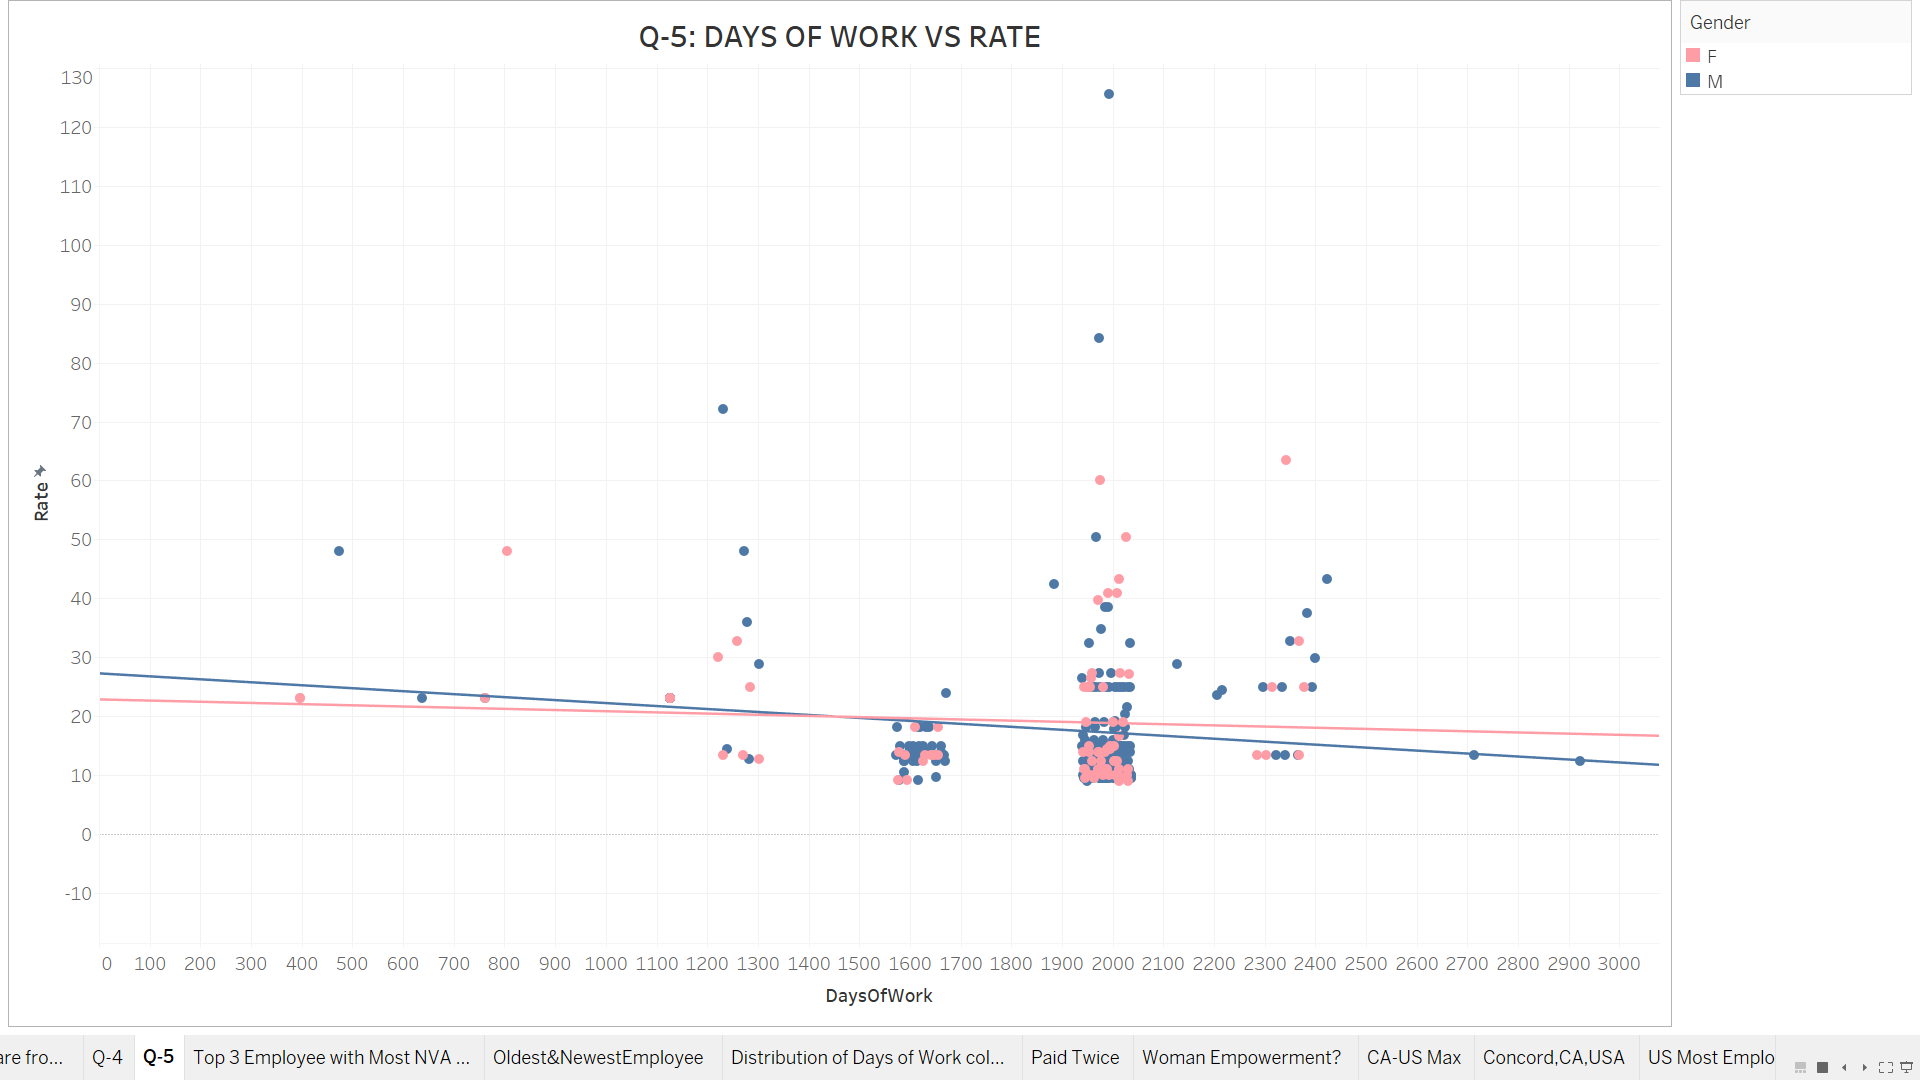 Q-5: DAYS OF WORK VS RATE
Gender
F
M
130
120
110
100
90
80
70
60
50
40
30
20
10
0
-10
Rate
0 100 200 300 400 500 600 700 800 900 1000 1100 1200 1300 1400 1500 1600 1700 1800 1900 2000 2100 2200 2300 2400 2500 2600 2700 2800 2900 3000
DaysOfWork
are fro... Q-4 Q-5 Top 3 Employee with Most NVA ... Oldest&NewestEmployee Distribution of Days of Work col... Paid Twice Woman Empowerment? CA-US Max Concord,CA,USA US Most Emplo